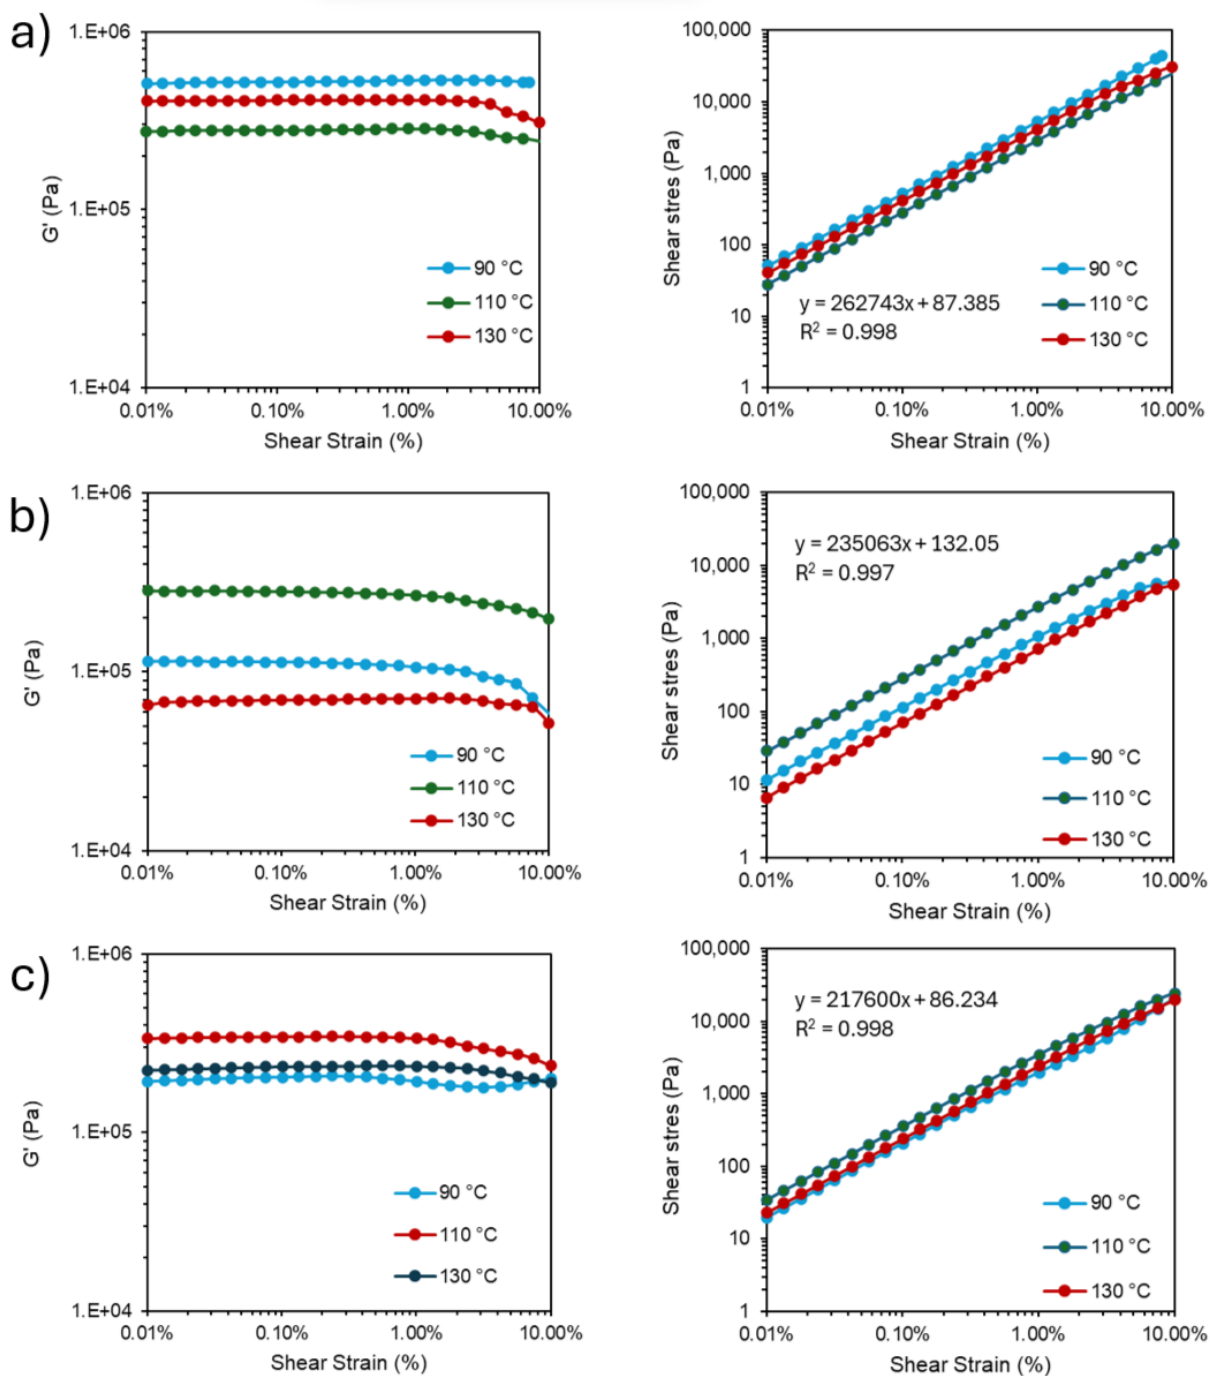 a)
1.E+06
1.E+05
1.E+04
G' (Pa)
0.01% 0.10% 1.00% 10.00%
Shear Strain (%)
90 °C
110 °C
130 °C
100,000
10,000
1,000
100
10
1
Shear stres (Pa)
y = 262743x + 87.385
R² = 0.998
90 °C
110 °C
130 °C
0.01% 0.10% 1.00% 10.00%
Shear Strain (%)
b)
1.E+06
1.E+05
1.E+04
G' (Pa)
90 °C
110 °C
130 °C
0.01% 0.10% 1.00% 10.00%
Shear Strain (%)
100,000
10,000
1,000
100
10
1
Shear stres (Pa)
y = 235063x + 132.05
R² = 0.997
90 °C
110 °C
130 °C
0.01% 0.10% 1.00% 10.00%
Shear Strain (%)
c)
1.E+06
1.E+05
1.E+04
G' (Pa)
90 °C
110 °C
130 °C
0.01% 0.10% 1.00% 10.00%
Shear Strain (%)
100,000
10,000
1,000
100
10
1
Shear stres (Pa)
y = 217600x + 86.234
R² = 0.998
90 °C
110 °C
130 °C
0.01% 0.10% 1.00% 10.00%
Shear Strain (%)